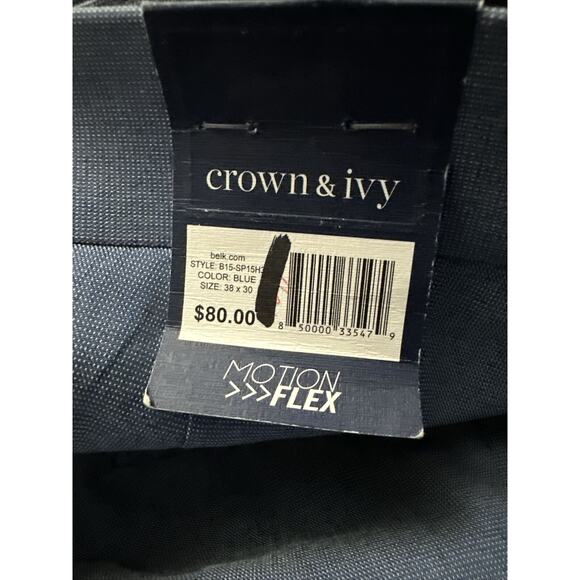 crown & ivy
belk.com
STYLE: B15-SP15H
COLOR: BLUE
SIZE: 38 x 30
$80.00
8 50000 33547 9
MOTION
>>>FLEX